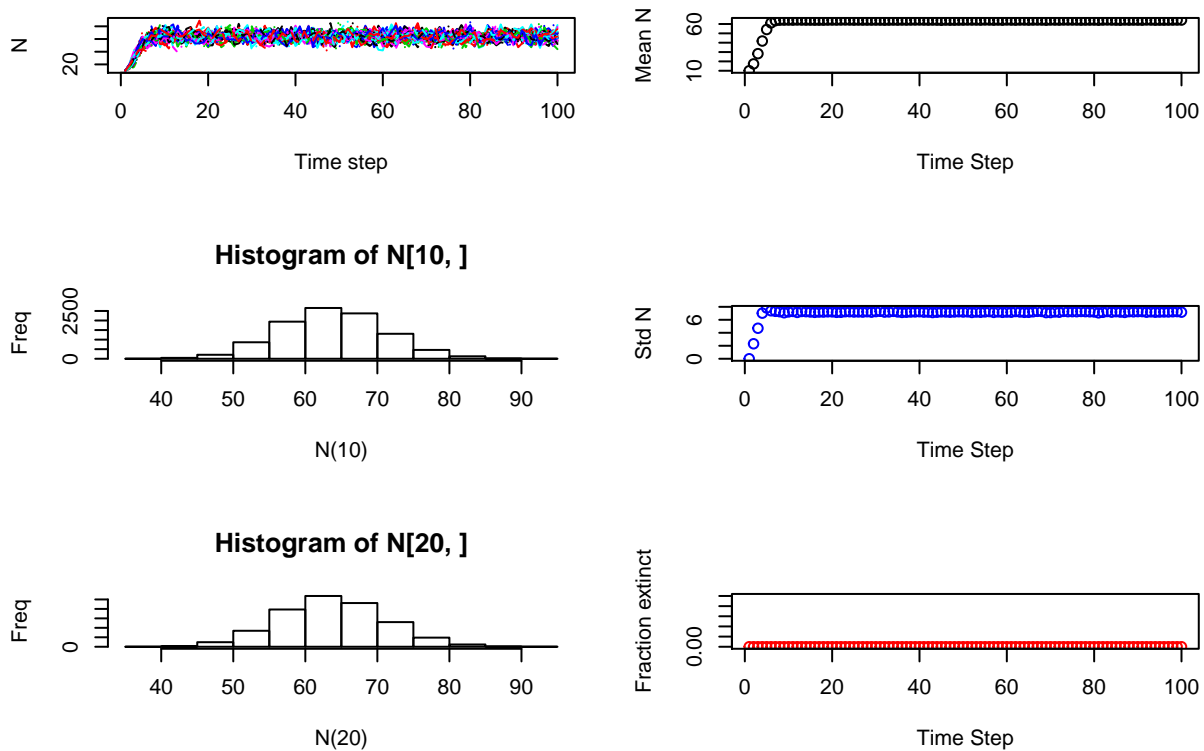 N
20
0 20 40 60 80 100
Time step
Mean N
10 60
0 20 40 60 80 100
Time Step
Histogram of N[10, ]
Freq
0 2500
40 50 60 70 80 90
N(10)
Std N
0 6
0 20 40 60 80 100
Time Step
Histogram of N[20, ]
Freq
0
40 50 60 70 80 90
N(20)
Fraction extinct
0.00
0 20 40 60 80 100
Time Step